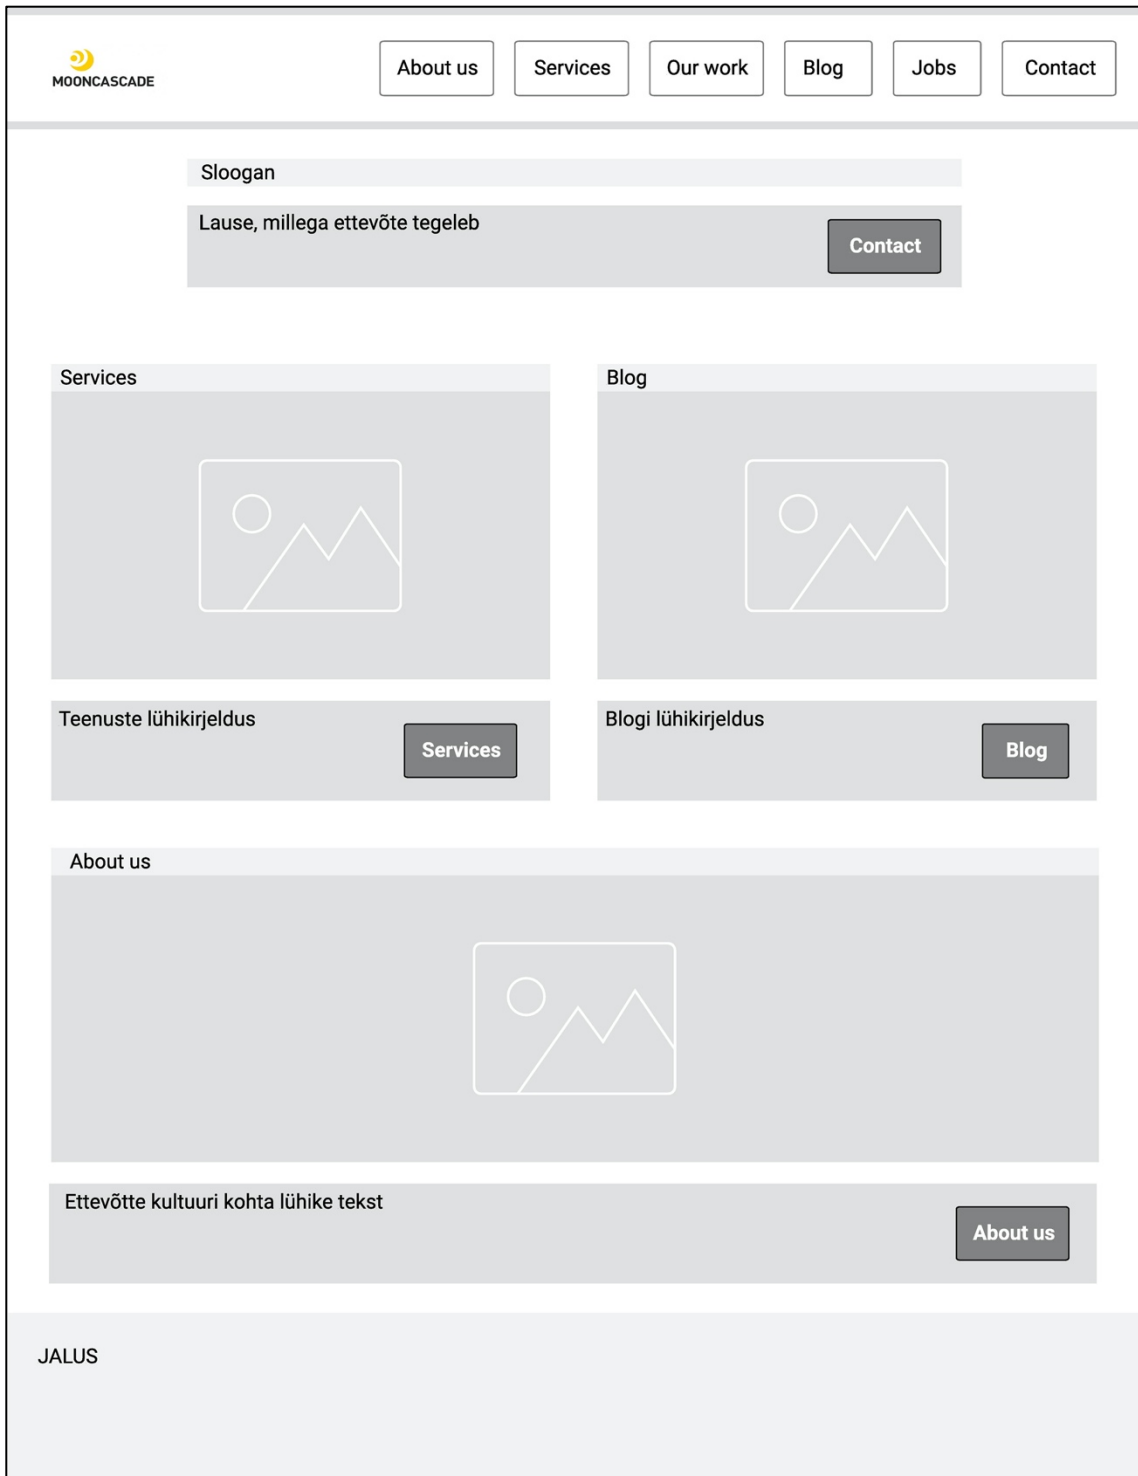 MOONCASCADE
About us
Services
Our work
Blog
Jobs
Contact
Sloogan
Lause, millega ettevõte tegeleb
Contact
Services
Blog
Teenuste lühikirjeldus
Services
Blogi lühikirjeldus
Blog
About us
Ettevõtte kultuuri kohta lühike tekst
About us
JALUS